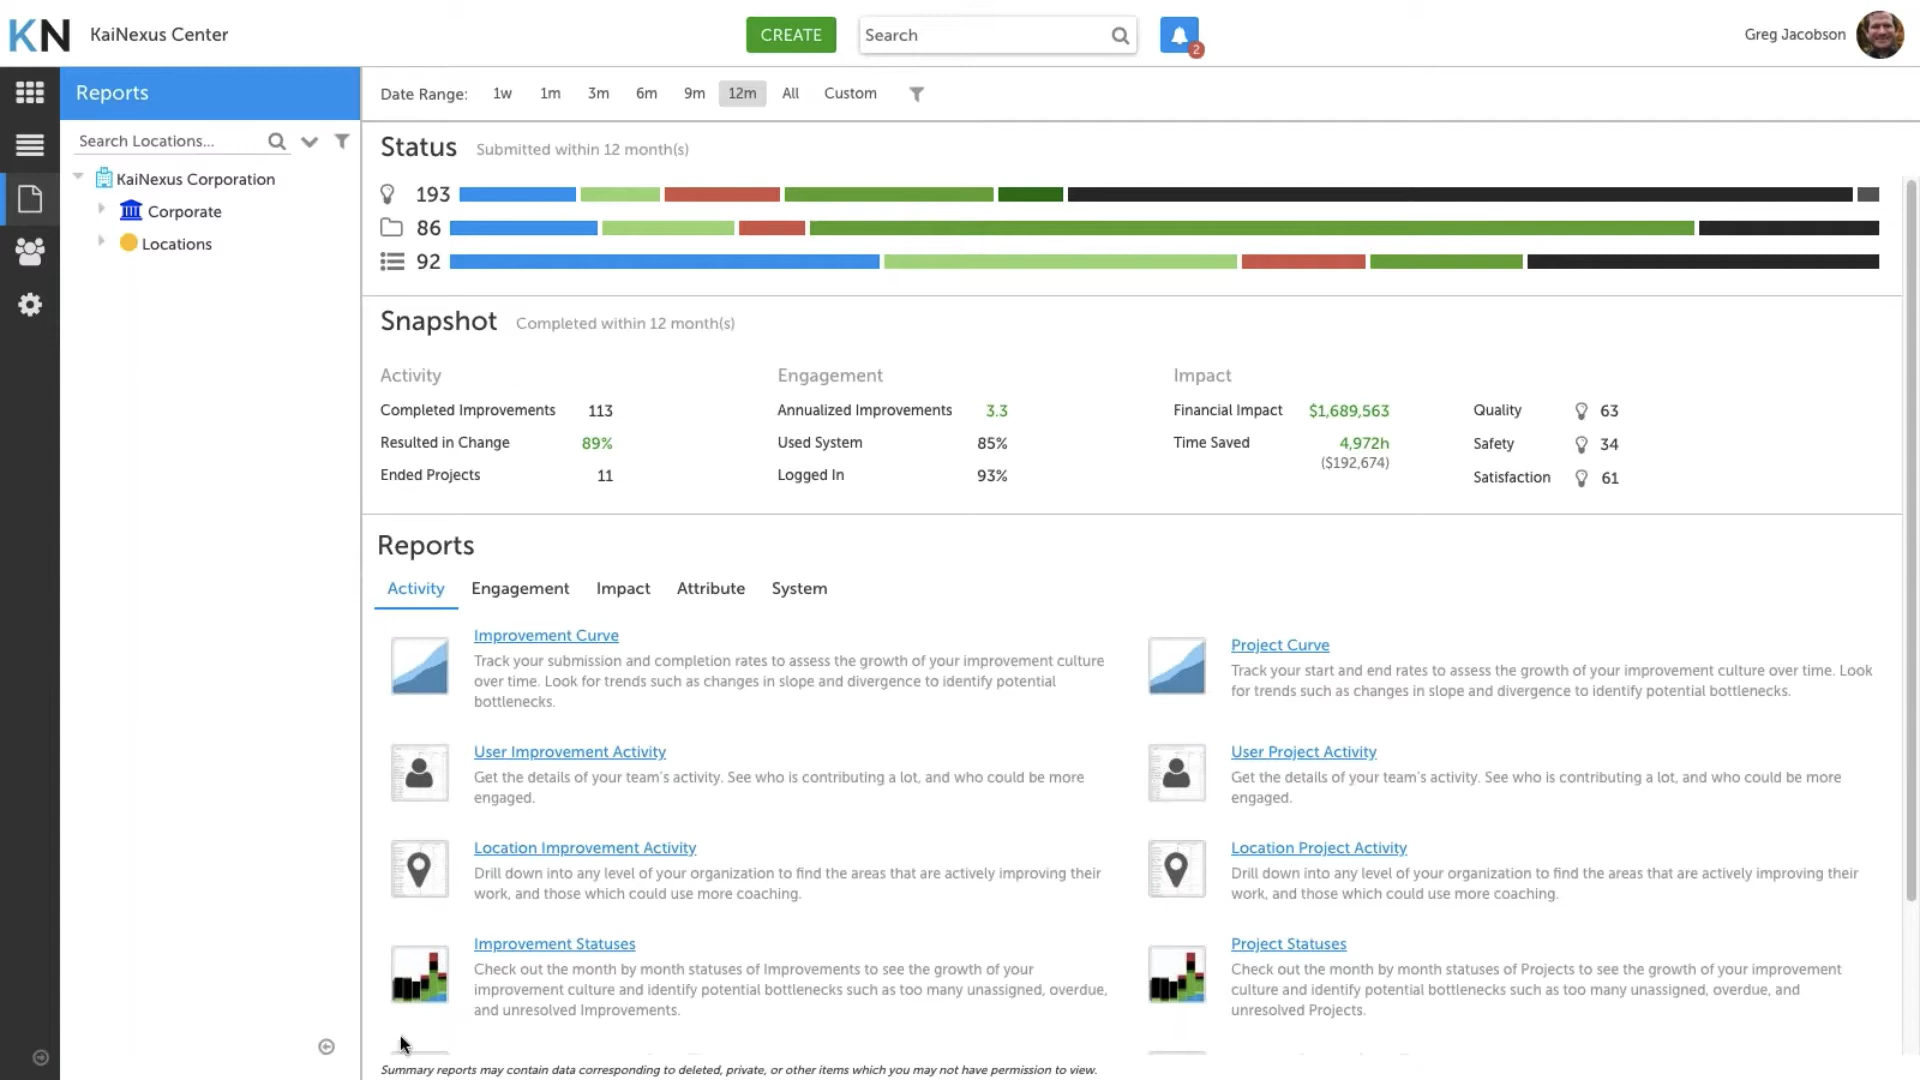 KN KaiNexus Center
CREATE
Search
2
Greg Jacobson
Reports
Search Locations...
KaiNexus Corporation
Corporate
Locations
Date Range: 1w 1m 3m 6m 9m 12m All Custom
Status Submitted within 12 month(s)
193
86
92
Snapshot Completed within 12 month(s)
Activity
Completed Improvements 113
Resulted in Change 89%
Ended Projects 11
Engagement
Annualized Improvements 3.3
Used System 85%
Logged In 93%
Impact
Financial Impact $1,689,563
Time Saved 4,972h
($192,674)
Quality 63
Safety 34
Satisfaction 61
Reports
Activity Engagement Impact Attribute System
Improvement Curve
Track your submission and completion rates to assess the growth of your improvement culture
over time. Look for trends such as changes in slope and divergence to identify potential
bottlenecks.
Project Curve
Track your start and end rates to assess the growth of your improvement culture over time. Look
for trends such as changes in slope and divergence to identify potential bottlenecks.
User Improvement Activity
Get the details of your team's activity. See who is contributing a lot, and who could be more
engaged.
User Project Activity
Get the details of your team's activity. See who is contributing a lot, and who could be more
engaged.
Location Improvement Activity
Drill down into any level of your organization to find the areas that are actively improving their
work, and those which could use more coaching.
Location Project Activity
Drill down into any level of your organization to find the areas that are actively improving their
work, and those which could use more coaching.
Improvement Statuses
Check out the month by month statuses of Improvements to see the growth of your
improvement culture and identify potential bottlenecks such as too many unassigned, overdue,
and unresolved Improvements.
Project Statuses
Check out the month by month statuses of Projects to see the growth of your improvement
culture and identify potential bottlenecks such as too many unassigned, overdue, and
unresolved Projects.
Summary reports may contain data corresponding to deleted, private, or other items which you may not have permission to view.